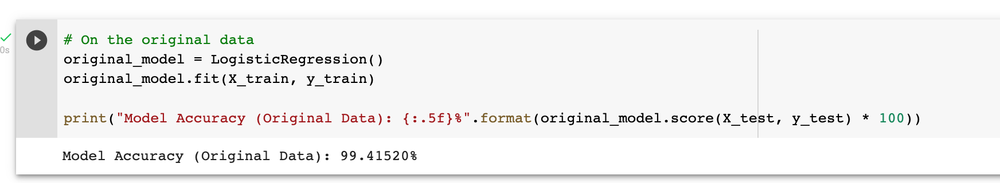 # On the original data
0s
original_model = LogisticRegression()
original_model.fit(X_train, y_train)
print("Model Accuracy (Original Data): {:.5f}%".format(original_model.score(X_test, y_test) * 100))
Model Accuracy (Original Data): 99.41520%